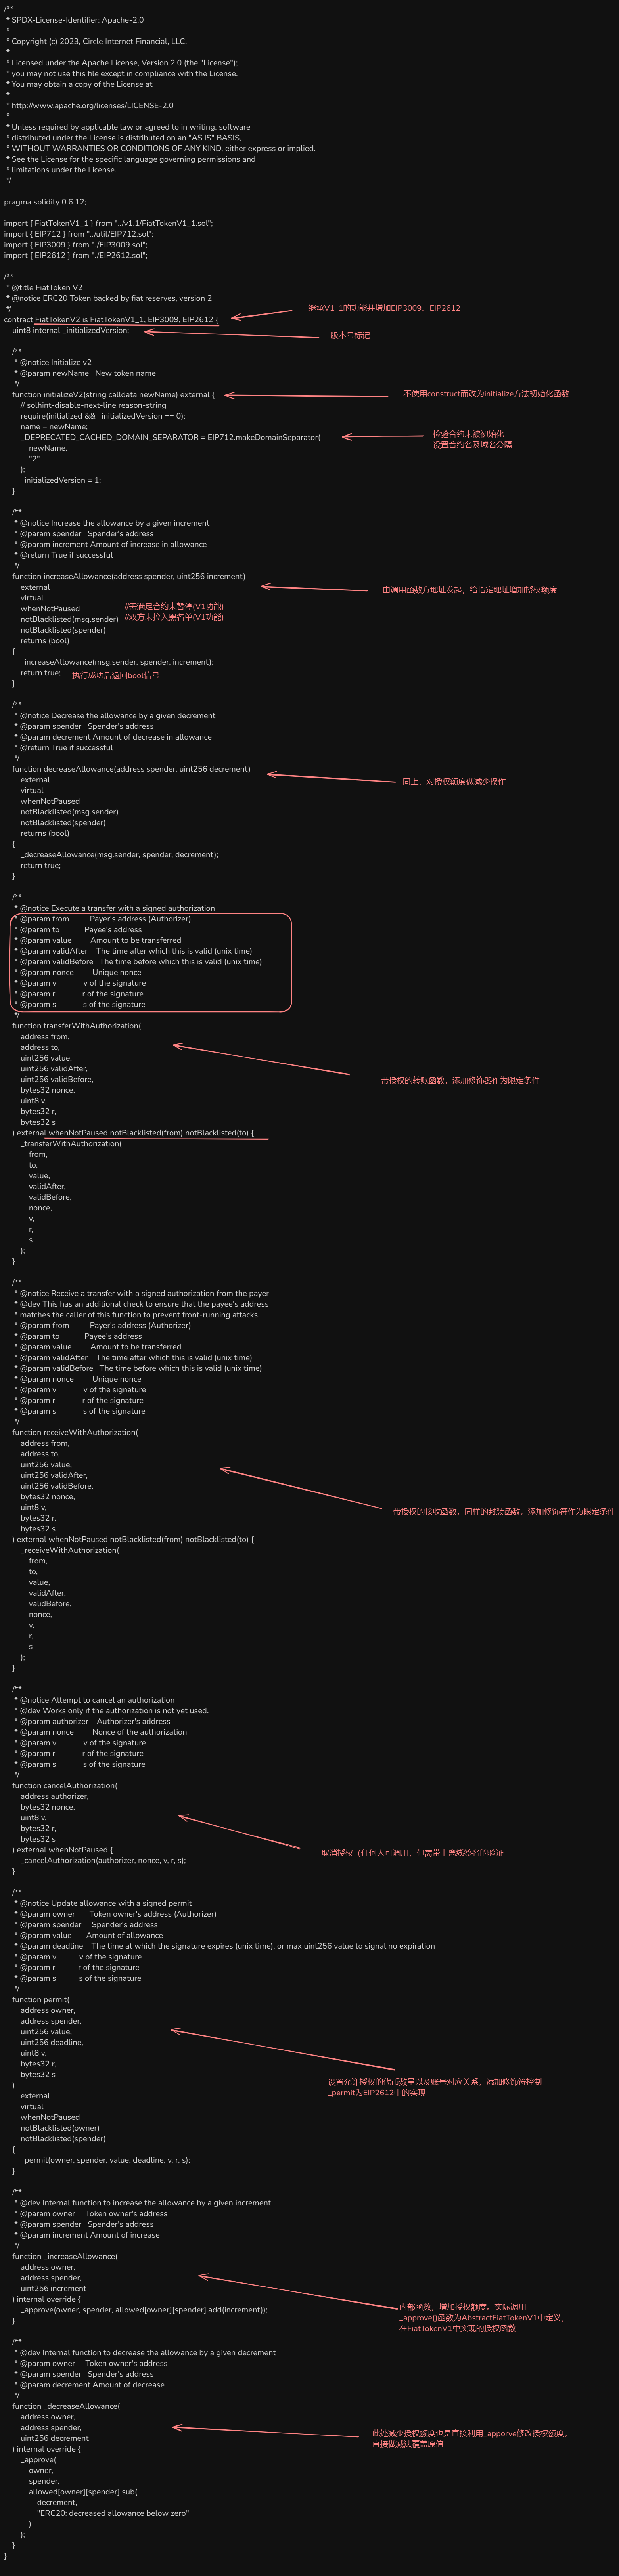 /**
 * SPDX-License-Identifier: Apache-2.0
 *
 * Copyright (c) 2023, Circle Internet Financial, LLC.
 *
 * Licensed under the Apache License, Version 2.0 (the "License");
 * you may not use this file except in compliance with the License.
 * You may obtain a copy of the License at
 *
 * http://www.apache.org/licenses/LICENSE-2.0
 *
 * Unless required by applicable law or agreed to in writing, software
 * distributed under the License is distributed on an "AS IS" BASIS,
 * WITHOUT WARRANTIES OR CONDITIONS OF ANY KIND, either express or implied.
 * See the License for the specific language governing permissions and
 * limitations under the License.
 */
pragma solidity 0.6.12;
import { FiatTokenV1_1 } from "../v1.1/FiatTokenV1_1.sol";
import { EIP712 } from "../util/EIP712.sol";
import { EIP3009 } from "./EIP3009.sol";
import { EIP2612 } from "./EIP2612.sol";
/**
 * @title FiatToken V2
 * @notice ERC20 Token backed by fiat reserves, version 2
 */
继承V1_1的功能并增加EIP3009、EIP2612
contract FiatTokenV2 is FiatTokenV1_1, EIP3009, EIP2612 {
    uint8 internal _initializedVersion;
版本号标记
    /**
     * @notice Initialize v2
     * @param newName   New token name
     */
    function initializeV2(string calldata newName) external {
不使用construct而改为initialize方法初始化函数
        // solhint-disable-next-line reason-string
        require(initialized && _initializedVersion == 0);
        name = newName;
        _DEPRECATED_CACHED_DOMAIN_SEPARATOR = EIP712.makeDomainSeparator(
检验合约未被初始化
设置合约名及域名分隔
            newName,
            "2"
        );
        _initializedVersion = 1;
    }
    /**
     * @notice Increase the allowance by a given increment
     * @param spender   Spender's address
     * @param increment Amount of increase in allowance
     * @return True if successful
     */
    function increaseAllowance(address spender, uint256 increment)
由调用函数方地址发起，给指定地址增加授权额度
        external
        virtual
        whenNotPaused
//需满足合约未暂停(V1功能)
        notBlacklisted(msg.sender)
//双方未拉入黑名单(V1功能)
        notBlacklisted(spender)
        returns (bool)
    {
        _increaseAllowance(msg.sender, spender, increment);
        return true;
执行成功后返回bool信号
    }
    /**
     * @notice Decrease the allowance by a given decrement
     * @param spender   Spender's address
     * @param decrement Amount of decrease in allowance
     * @return True if successful
     */
    function decreaseAllowance(address spender, uint256 decrement)
同上，对授权额度做减少操作
        external
        virtual
        whenNotPaused
        notBlacklisted(msg.sender)
        notBlacklisted(spender)
        returns (bool)
    {
        _decreaseAllowance(msg.sender, spender, decrement);
        return true;
    }
    /**
     * @notice Execute a transfer with a signed authorization
     * @param from          Payer's address (Authorizer)
     * @param to            Payee's address
     * @param value         Amount to be transferred
     * @param validAfter    The time after which this is valid (unix time)
     * @param validBefore   The time before which this is valid (unix time)
     * @param nonce         Unique nonce
     * @param v             v of the signature
     * @param r             r of the signature
     * @param s             s of the signature
     */
    function transferWithAuthorization(
        address from,
        address to,
        uint256 value,
        uint256 validAfter,
        uint256 validBefore,
带授权的转账函数，添加修饰器作为限定条件
        bytes32 nonce,
        uint8 v,
        bytes32 r,
        bytes32 s
    ) external whenNotPaused notBlacklisted(from) notBlacklisted(to) {
        _transferWithAuthorization(
            from,
            to,
            value,
            validAfter,
            validBefore,
            nonce,
            v,
            r,
            s
        );
    }
    /**
     * @notice Receive a transfer with a signed authorization from the payer
     * @dev This has an additional check to ensure that the payee's address
     * matches the caller of this function to prevent front-running attacks.
     * @param from          Payer's address (Authorizer)
     * @param to            Payee's address
     * @param value         Amount to be transferred
     * @param validAfter    The time after which this is valid (unix time)
     * @param validBefore   The time before which this is valid (unix time)
     * @param nonce         Unique nonce
     * @param v             v of the signature
     * @param r             r of the signature
     * @param s             s of the signature
     */
    function receiveWithAuthorization(
        address from,
        address to,
        uint256 value,
        uint256 validAfter,
        uint256 validBefore,
        bytes32 nonce,
        uint8 v,
带授权的接收函数，同样的封装函数，添加修饰符作为限定条件
        bytes32 r,
        bytes32 s
    ) external whenNotPaused notBlacklisted(from) notBlacklisted(to) {
        _receiveWithAuthorization(
            from,
            to,
            value,
            validAfter,
            validBefore,
            nonce,
            v,
            r,
            s
        );
    }
    /**
     * @notice Attempt to cancel an authorization
     * @dev Works only if the authorization is not yet used.
     * @param authorizer    Authorizer's address
     * @param nonce         Nonce of the authorization
     * @param v             v of the signature
     * @param r             r of the signature
     * @param s             s of the signature
     */
    function cancelAuthorization(
        address authorizer,
        bytes32 nonce,
        uint8 v,
        bytes32 r,
        bytes32 s
    ) external whenNotPaused {
取消授权（任何人可调用，但需带上离线签名的验证
        _cancelAuthorization(authorizer, nonce, v, r, s);
    }
    /**
     * @notice Update allowance with a signed permit
     * @param owner       Token owner's address (Authorizer)
     * @param spender     Spender's address
     * @param value       Amount of allowance
     * @param deadline    The time at which the signature expires (unix time), or max uint256 value to signal no expiration
     * @param v           v of the signature
     * @param r           r of the signature
     * @param s           s of the signature
     */
    function permit(
        address owner,
        address spender,
        uint256 value,
        uint256 deadline,
        uint8 v,
        bytes32 r,
        bytes32 s
设置允许授权的代币数量以及账号对应关系，添加修饰符控制
_permit为EIP2612中的实现
    )
        external
        virtual
        whenNotPaused
        notBlacklisted(owner)
        notBlacklisted(spender)
    {
        _permit(owner, spender, value, deadline, v, r, s);
    }
    /**
     * @dev Internal function to increase the allowance by a given increment
     * @param owner     Token owner's address
     * @param spender   Spender's address
     * @param increment Amount of increase
     */
    function _increaseAllowance(
        address owner,
        address spender,
        uint256 increment
    ) internal override {
        _approve(owner, spender, allowed[owner][spender].add(increment));
    }
内部函数，增加授权额度。实际调用
_approve()函数为AbstractFiatTokenV1中定义，
在FiatTokenV1中实现的授权函数
    /**
     * @dev Internal function to decrease the allowance by a given decrement
     * @param owner     Token owner's address
     * @param spender   Spender's address
     * @param decrement Amount of decrease
     */
    function _decreaseAllowance(
        address owner,
        address spender,
        uint256 decrement
    ) internal override {
此处减少授权额度也是直接利用_apporve修改授权额度，
直接做减法覆盖原值
        _approve(
            owner,
            spender,
            allowed[owner][spender].sub(
                decrement,
                "ERC20: decreased allowance below zero"
            )
        );
    }
}